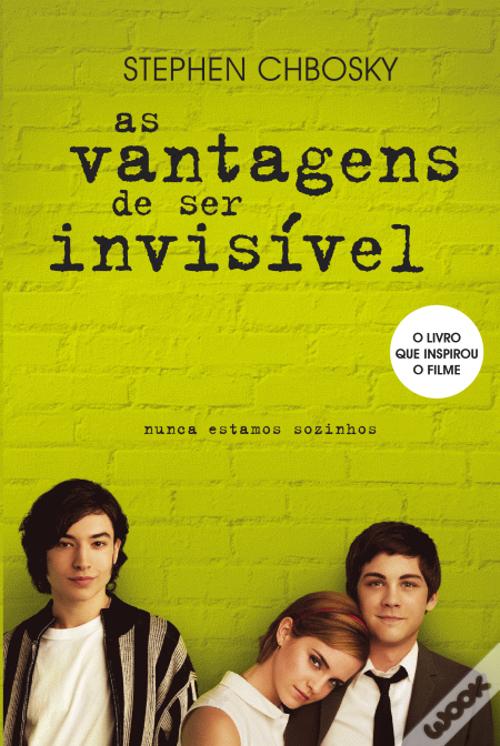 STEPHEN CHBOSKY
as
vantagens
de ser
invisível
O LIVRO
QUE INSPIROU
O FILME
nunca estamos sozinhos
wook